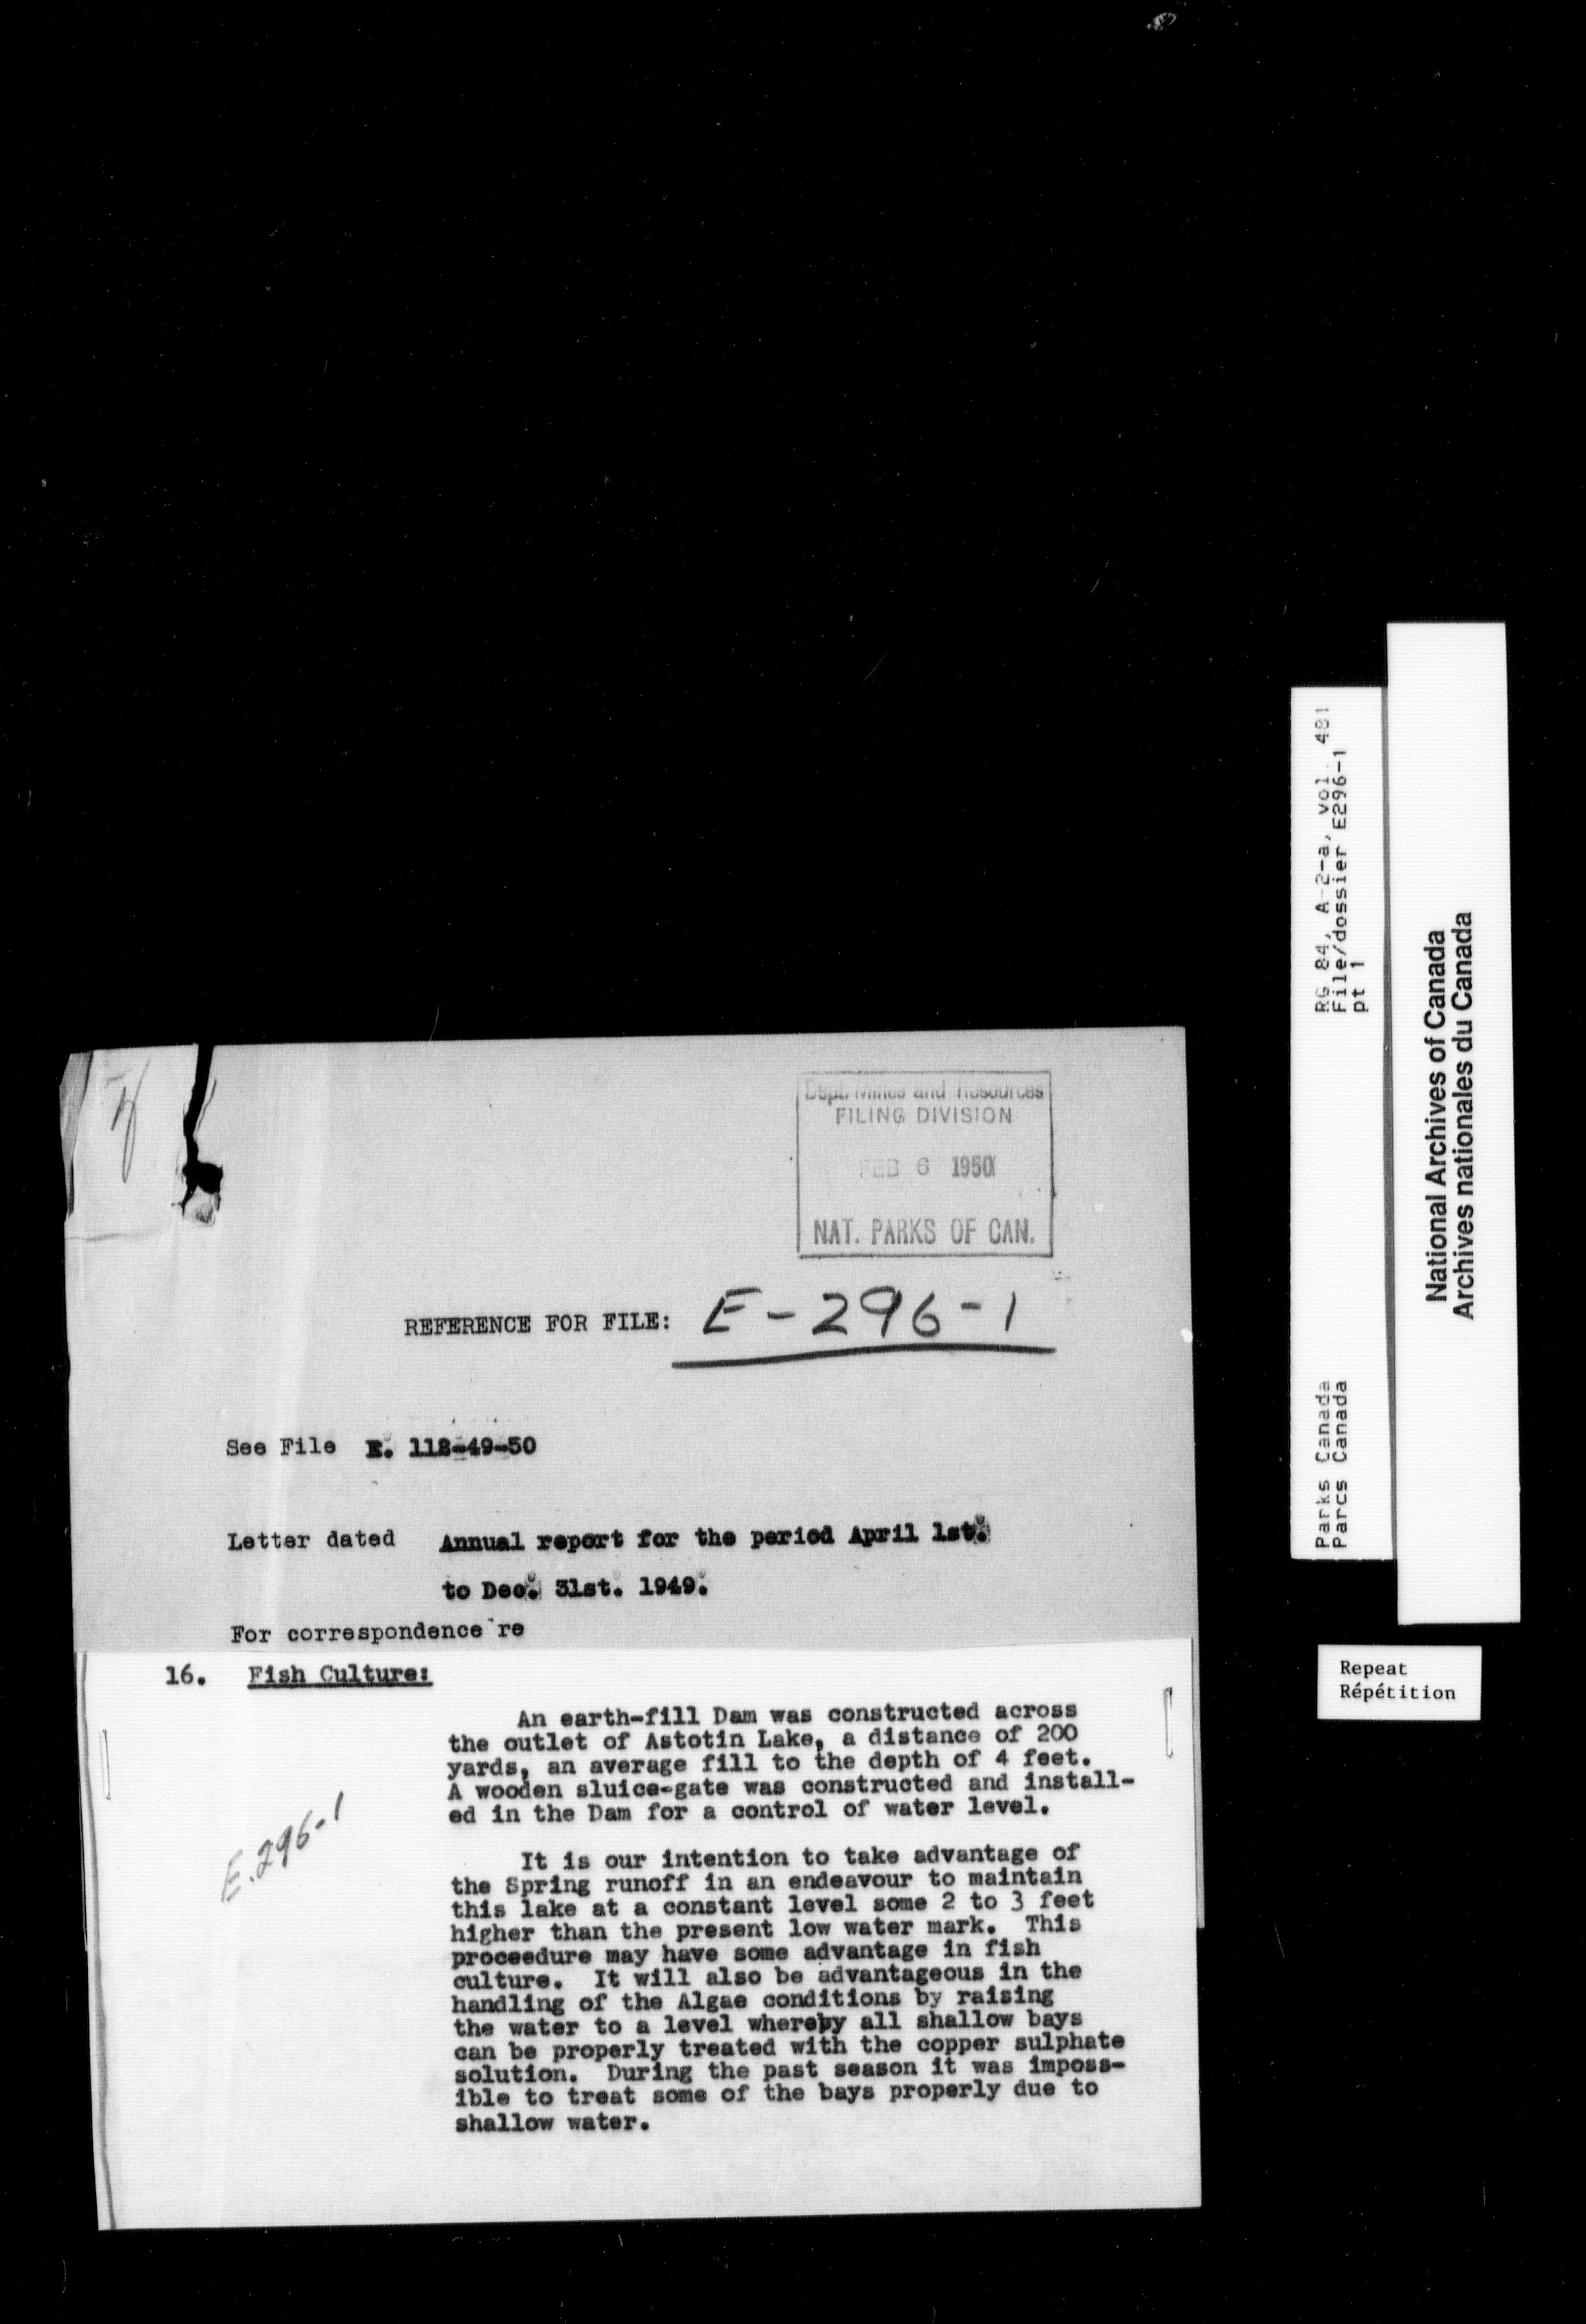 Dept. Mines and Resources
FILING DIVISION
FEB 6 1950
NAT. PARKS OF CAN.
REFERENCE FOR FILE: E-296-1
See File E. 112-49-50
Letter dated Annual report for the period April 1st.
to Dec. 31st. 1949.
For correspondence re
16. Fish Culture:
An earth-fill Dam was constructed across
the outlet of Astotin Lake, a distance of 200
yards, an average fill to the depth of 4 feet.
A wooden sluice-gate was constructed and install-
ed in the Dam for a control of water level.
E.296-1
It is our intention to take advantage of
the Spring runoff in an endeavour to maintain
this lake at a constant level some 2 to 3 feet
higher than the present low water mark. This
proceedure may have some advantage in fish
culture. It will also be advantageous in the
handling of the Algae conditions by raising
the water to a level whereby all shallow bays
can be properly treated with the copper sulphate
solution. During the past season it was imposs-
ible to treat some of the bays properly due to
shallow water.
RG 84, A-2-a, vol. 481
File/dossier E296-1
pt 1
Parks Canada
Parcs Canada
National Archives of Canada
Archives nationales du Canada
Repeat
Répétition